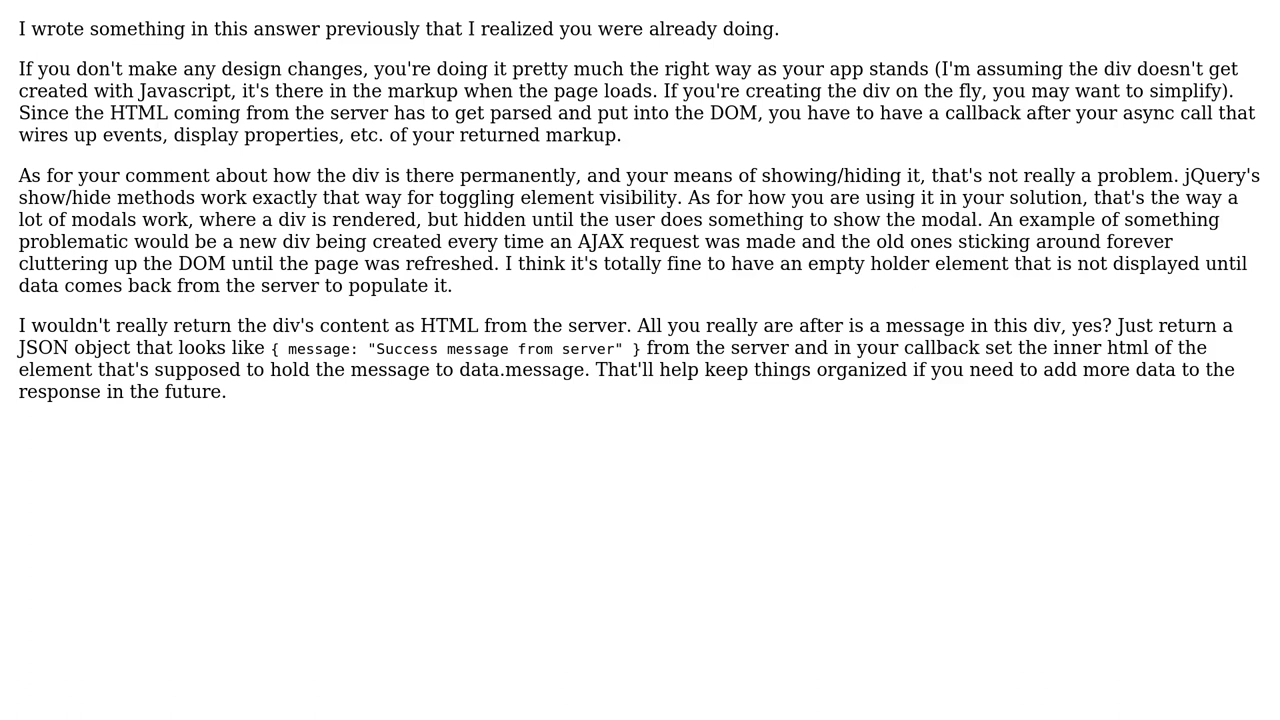 I wrote something in this answer previously that I realized you were already doing.
If you don't make any design changes, you're doing it pretty much the right way as your app stands (I'm assuming the div doesn't get
created with Javascript, it's there in the markup when the page loads. If you're creating the div on the fly, you may want to simplify).
Since the HTML coming from the server has to get parsed and put into the DOM, you have to have a callback after your async call that
wires up events, display properties, etc. of your returned markup.
As for your comment about how the div is there permanently, and your means of showing/hiding it, that's not really a problem. jQuery's
show/hide methods work exactly that way for toggling element visibility. As for how you are using it in your solution, that's the way a
lot of modals work, where a div is rendered, but hidden until the user does something to show the modal. An example of something
problematic would be a new div being created every time an AJAX request was made and the old ones sticking around forever
cluttering up the DOM until the page was refreshed. I think it's totally fine to have an empty holder element that is not displayed until
data comes back from the server to populate it.
I wouldn't really return the div's content as HTML from the server. All you really are after is a message in this div, yes? Just return a
JSON object that looks like { message: "Success message from server" } from the server and in your callback set the inner html of the
element that's supposed to hold the message to data.message. That'll help keep things organized if you need to add more data to the
response in the future.